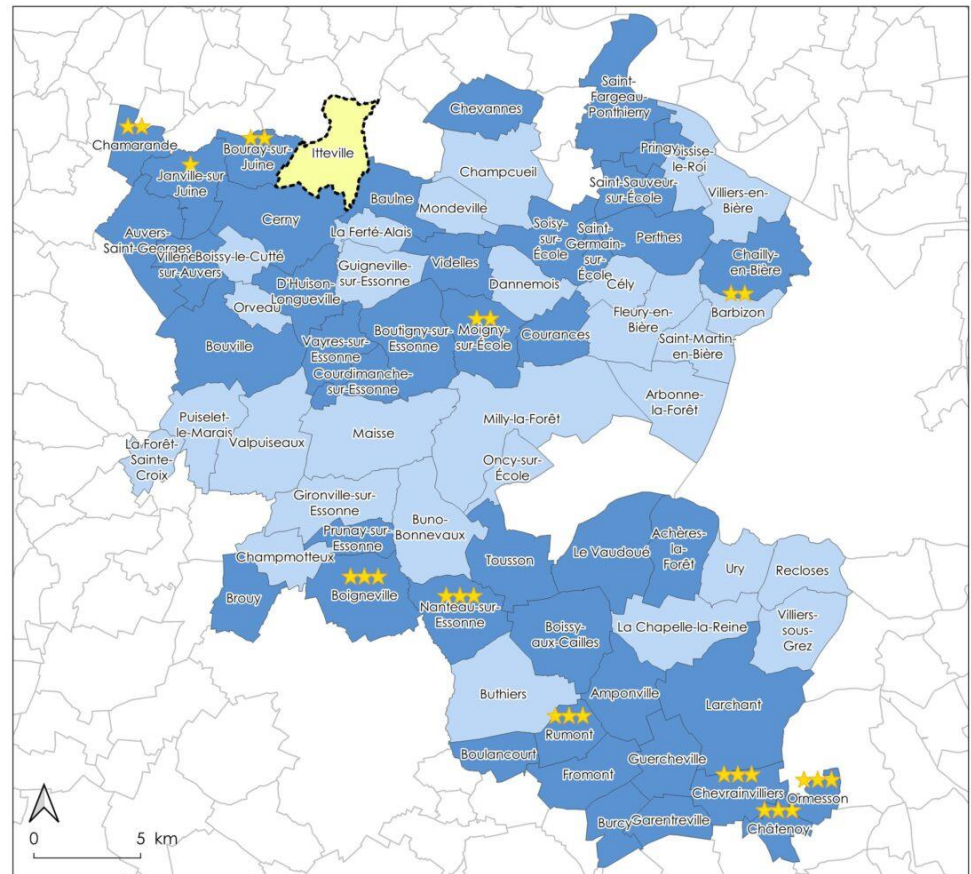 Saint-
Fargeau-
Ponthierry
Chevannes
Chamarande
Bouray-sur-
Juine
Itteville
Pringy
oissise-
le-Roi
Janville-sur
Juine
Champcueil
Saint-Sauveur-
sur-École
Villiers-en-
Bière
Baulne
Mondeville
Cerny
La Ferté-Alais
Soisy-
sur-
École
Saint-
Germain-
sur-
École
Perthes
Auvers-
Saint-Georges
Villene
sur-Auvers
Boissy-le-Cutté
Chailly-
en-Bière
Guigneville-
sur-Essonne
Videlles
Dannemois
Cély
D'Huison-
Longueville
Orveau
Fleury-en-
Bière
Barbizon
Bouville
Vayres-sur-
Essonne
Boutigny-sur-
Essonne
Moigny-
sur-École
Courances
Saint-Martin-
en-Bière
Courdimanche-
sur-Essonne
Arbonne-
la-Forêt
Puiselet-
le-Marais
Valpuiseaux
Maisse
Milly-la-Forêt
La Forêt-
Sainte-
Croix
Oncy-sur-
École
Gironville-sur-
Essonne
Buno-
Bonnevaux
Prunay-sur-
Essonne
Champmotteux
Tousson
Le Vaudoué
Achères-
la-
Forêt
Ury
Recloses
Brouy
Boigneville
Nanteau-sur-
Essonne
Boissy-
aux-Cailles
La Chapelle-la-Reine
Villiers-
sous-
Grez
Buthiers
Amponville
Larchant
Rumont
Boulancourt
Fromont
Guercheville
Chevrainvilliers
Ormesson
Burcy
Garentreville
Châtenoy
0 5 km